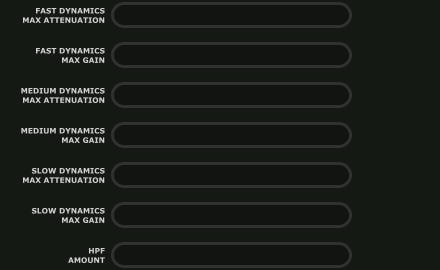 FAST DYNAMICS
MAX ATTENUATION
FAST DYNAMICS
MAX GAIN
MEDIUM DYNAMICS
MAX ATTENUATION
MEDIUM DYNAMICS
MAX GAIN
SLOW DYNAMICS
MAX ATTENUATION
SLOW DYNAMICS
MAX GAIN
HPF
AMOUNT